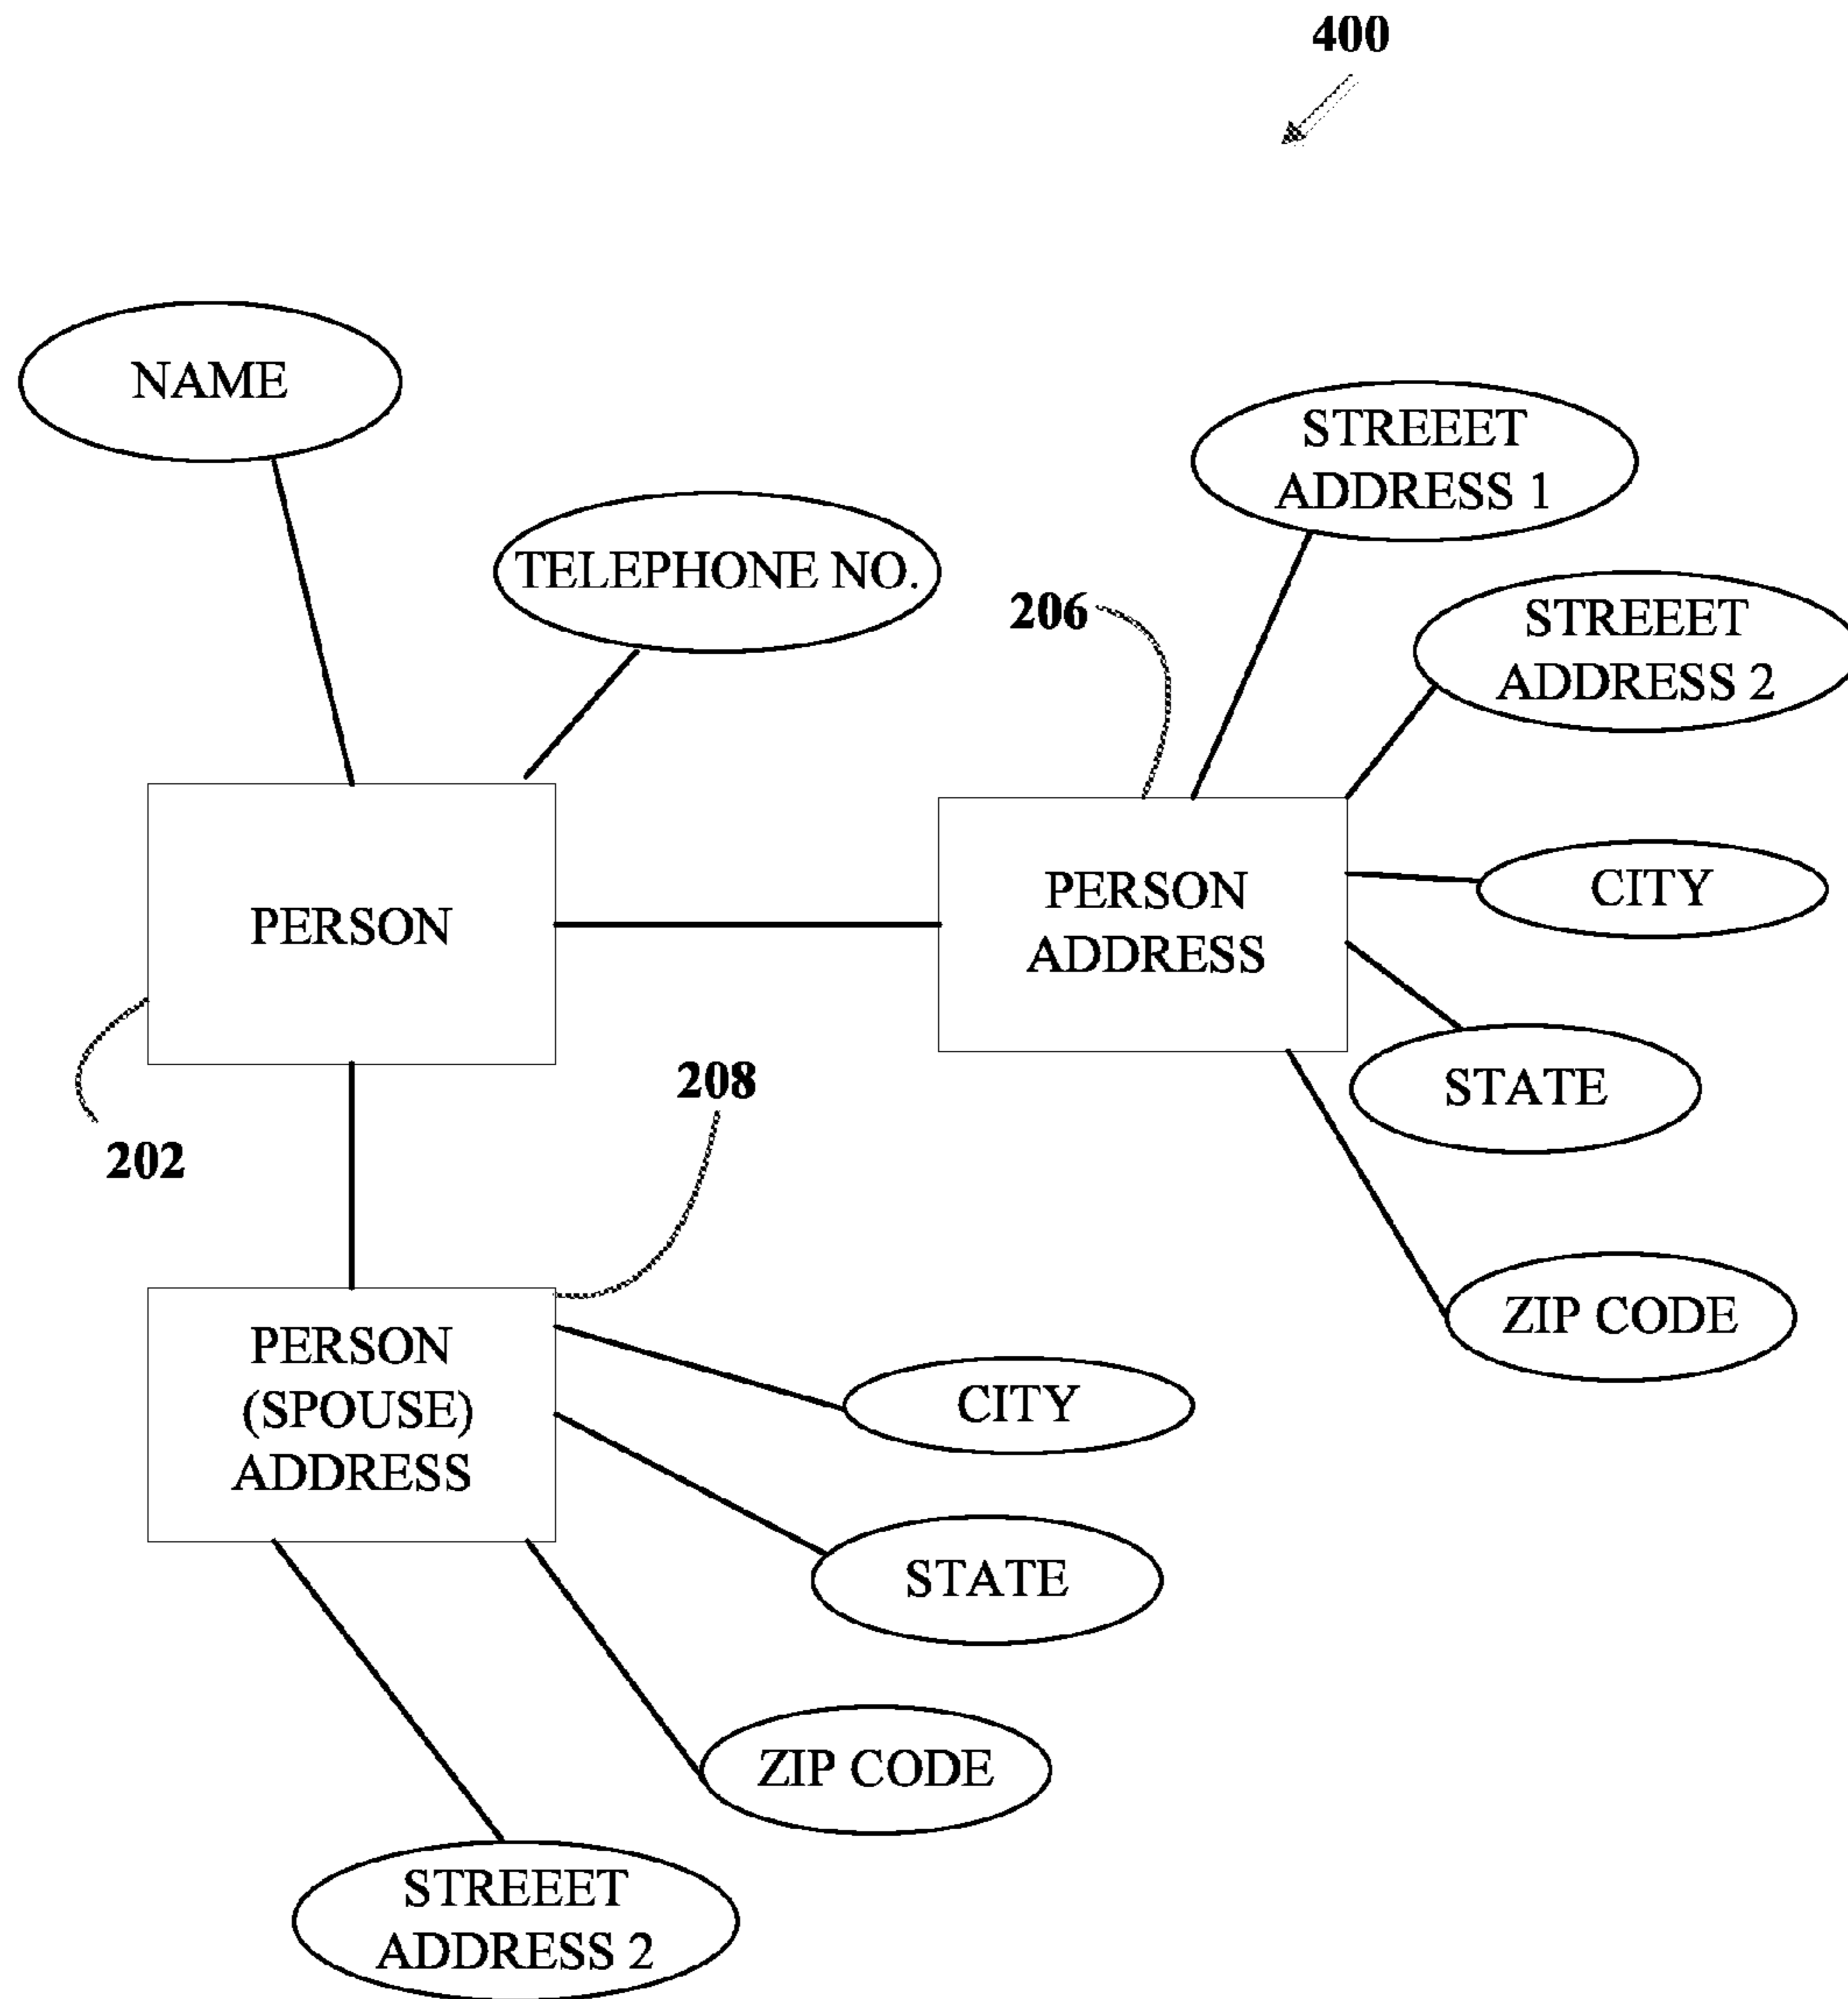 400
NAME
STREEET
ADDRESS 1
TELEPHONE NO.
206
STREEET
ADDRESS 2
PERSON
PERSON
ADDRESS
CITY
STATE
202
208
ZIP CODE
PERSON
(SPOUSE)
ADDRESS
CITY
STATE
ZIP CODE
STREEET
ADDRESS 2